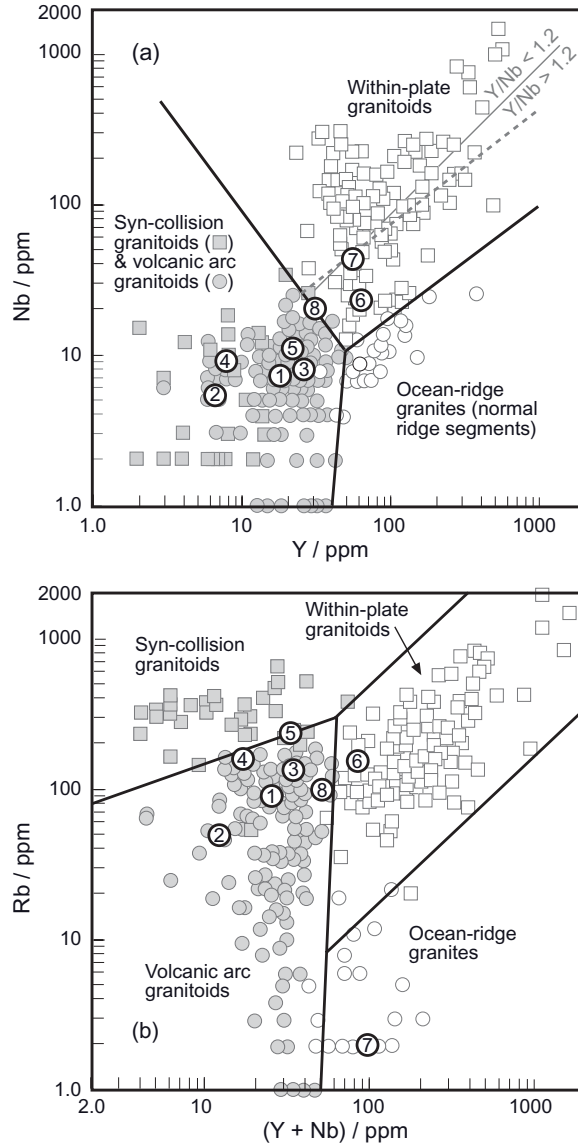 2000
1000
100
10
1.0
Nb / ppm
(a)
Within-plate
granitoids
Y/Nb < 1.2
Y/Nb > 1.2
Syn-collision
granitoids ( )
& volcanic arc
granitoids ( )
7
8
6
5
4
1
3
2
Ocean-ridge
granites (normal
ridge segments)
1.0
10
100
1000
Y / ppm
2000
1000
100
10
1.0
Rb / ppm
Within-plate
granitoids
Syn-collision
granitoids
5
4
3
6
1
8
2
Ocean-ridge
granites
Volcanic arc
granitoids
(b)
7
2.0
10
100
1000
(Y + Nb) / ppm